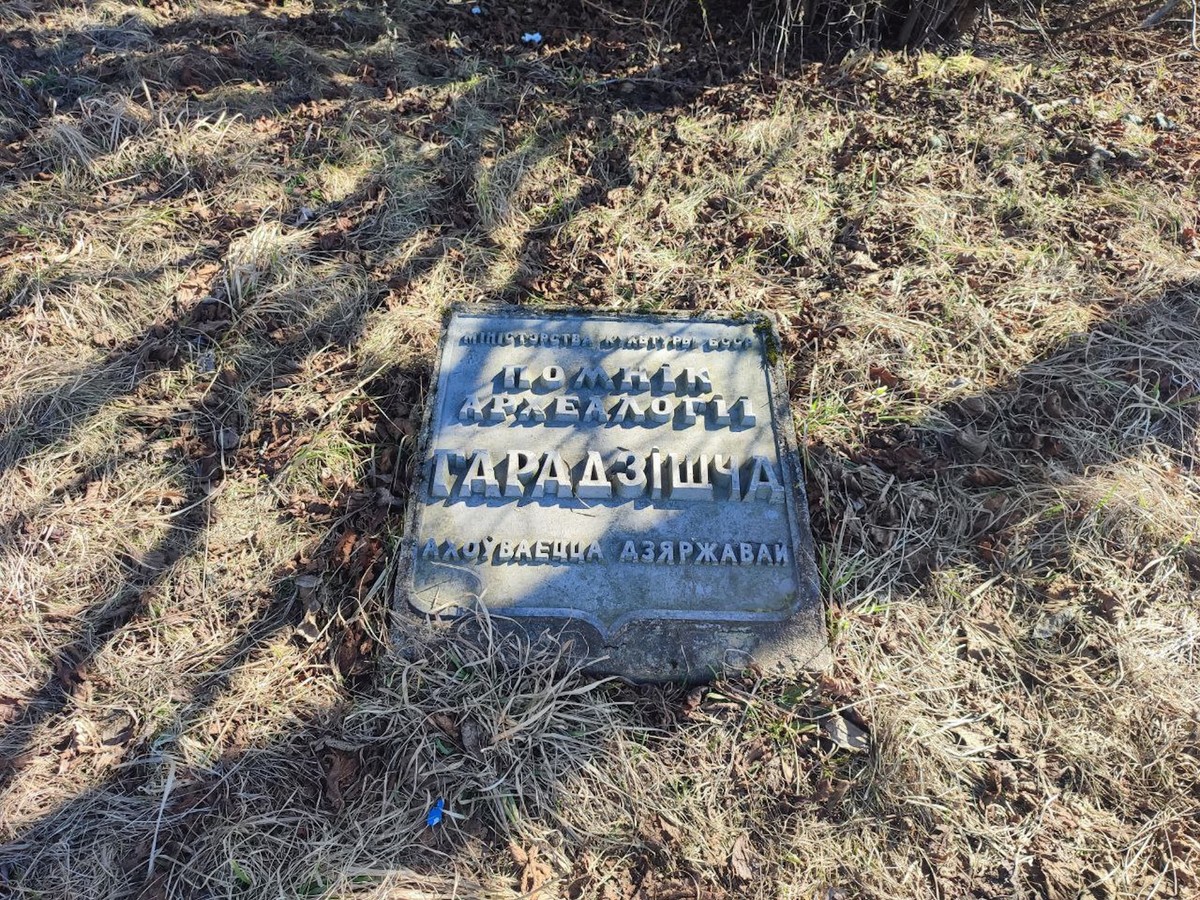 МІНІСТЭРСТВА КУЛЬТУРЫ БССР
ПОМНІК
АРХЕАЛОГІІ
ГАРАДЗІШЧА
АХОЎВАЕЦЦА ДЗЯРЖАВАЙ